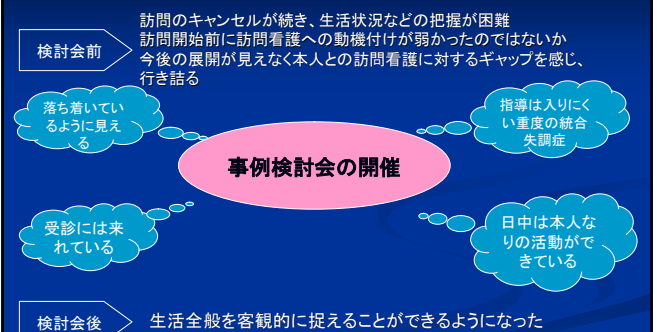 訪問のキャンセルが続き、生活状況などの把握が困難
検討会前
訪問開始前に訪問看護への動機付けが弱かったのではないか
今後の展開が見えなく本人との訪問看護に対するギャップを感じ、
行き詰る
落ち着いてい
るように見え
る
指導は入りにく
い重度の統合
失調症
事例検討会の開催
受診には来
れている
日中は本人な
りの活動がで
きている
検討会後
生活全般を客観的に捉えることができるようになった